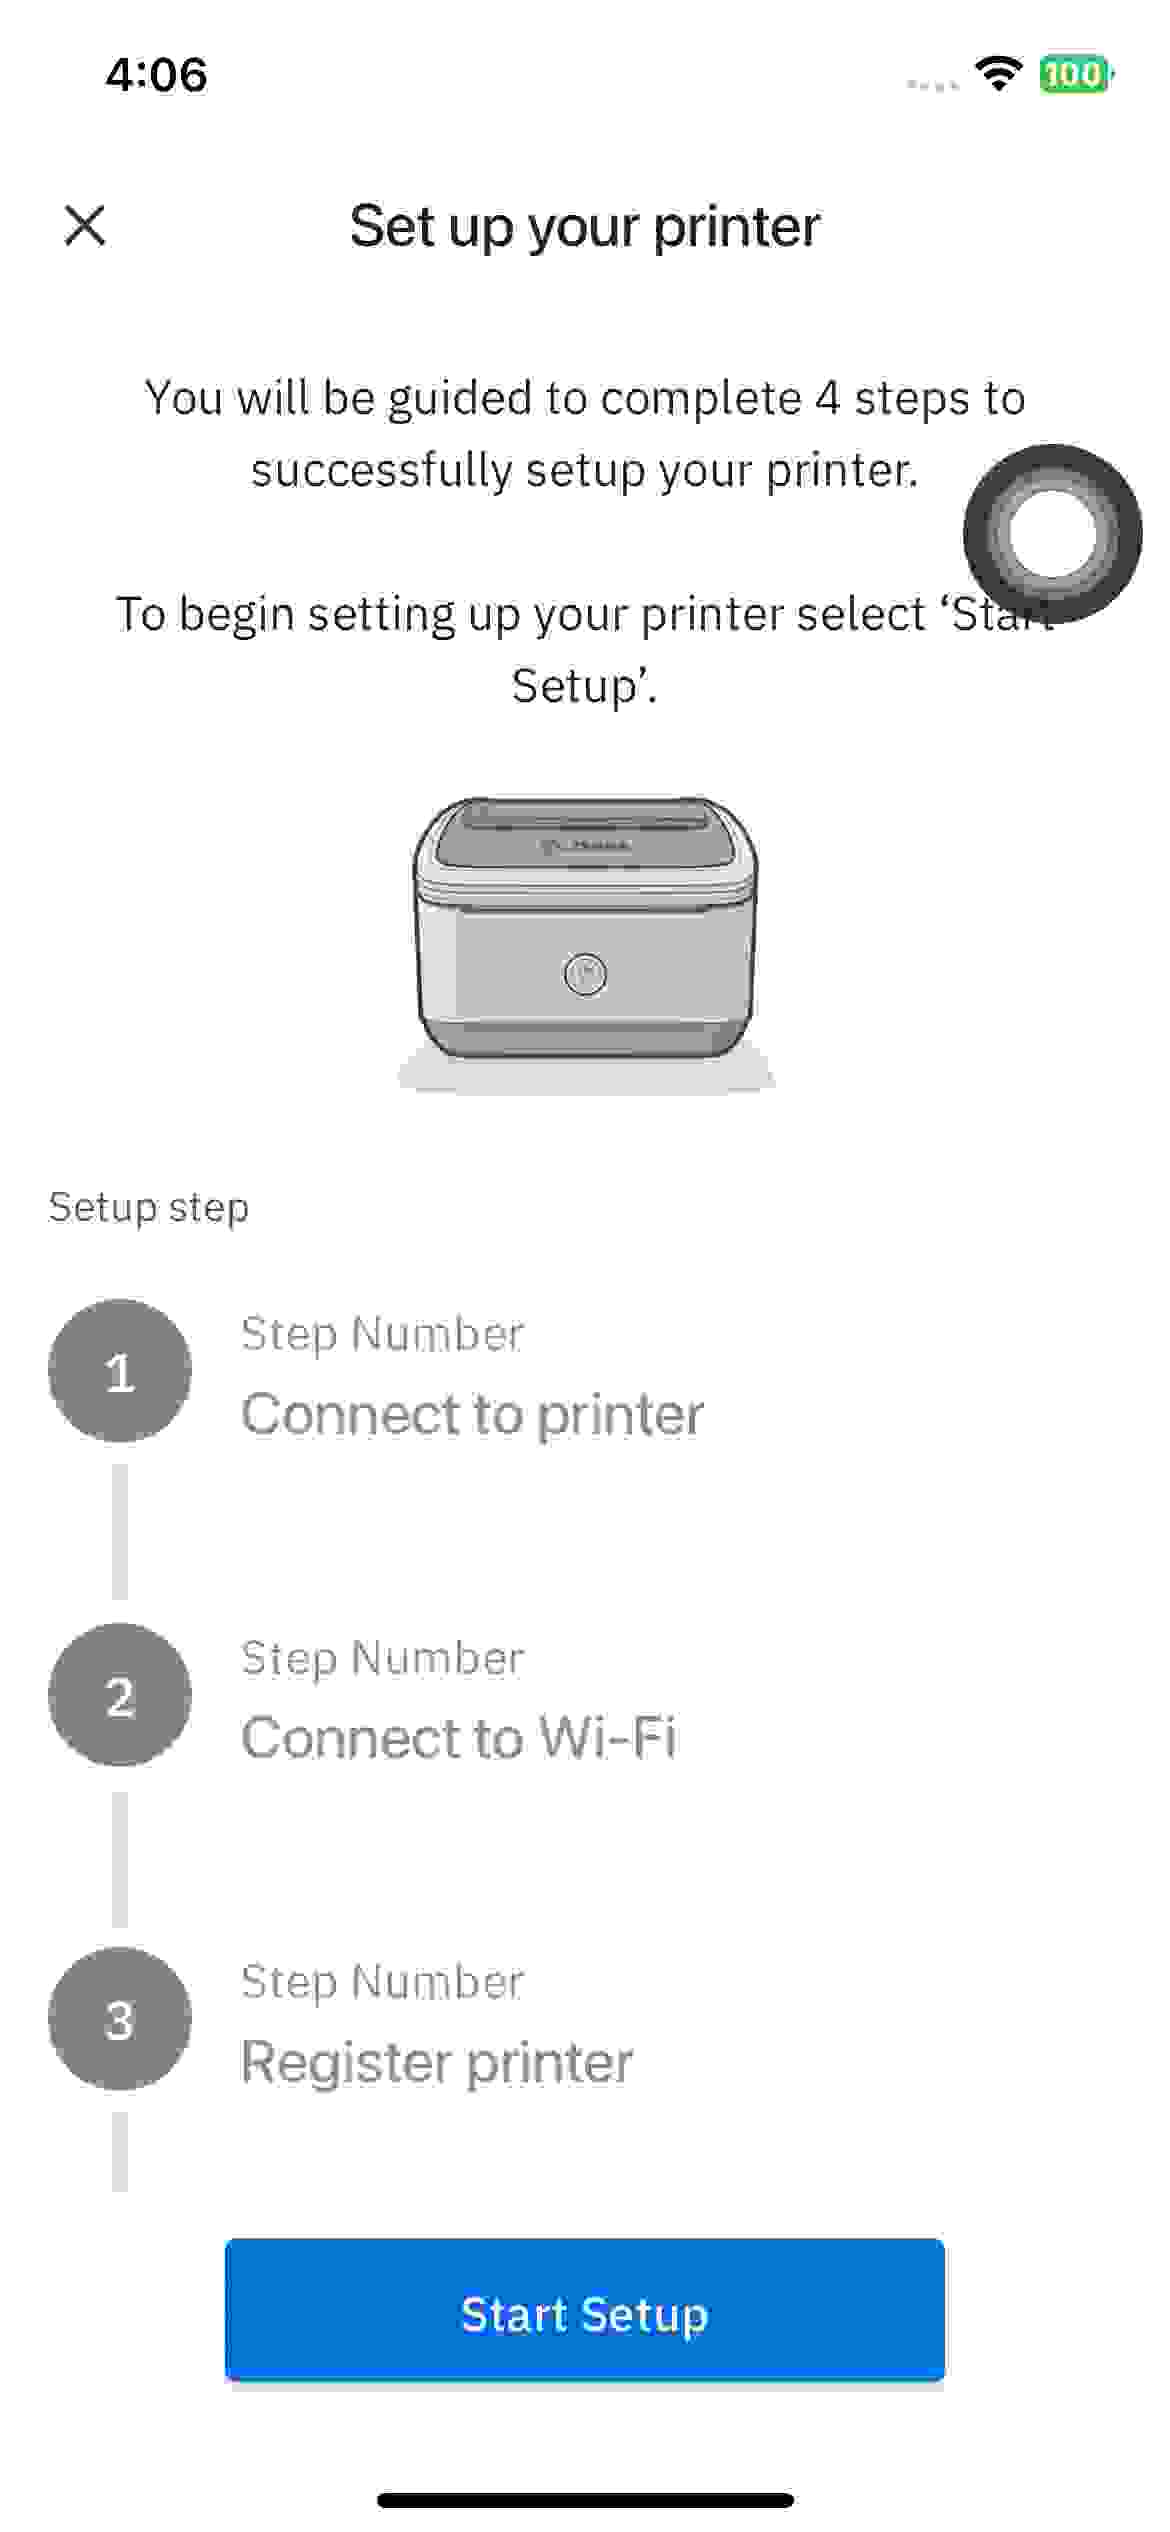 4:06
100
Set up your printer
You will be guided to complete 4 steps to
successfully setup your printer.
To begin setting up your printer select ‘Start
Setup’.
Setup step
1
Step Number
Connect to printer
2
Step Number
Connect to Wi-Fi
3
Step Number
Register printer
Start Setup